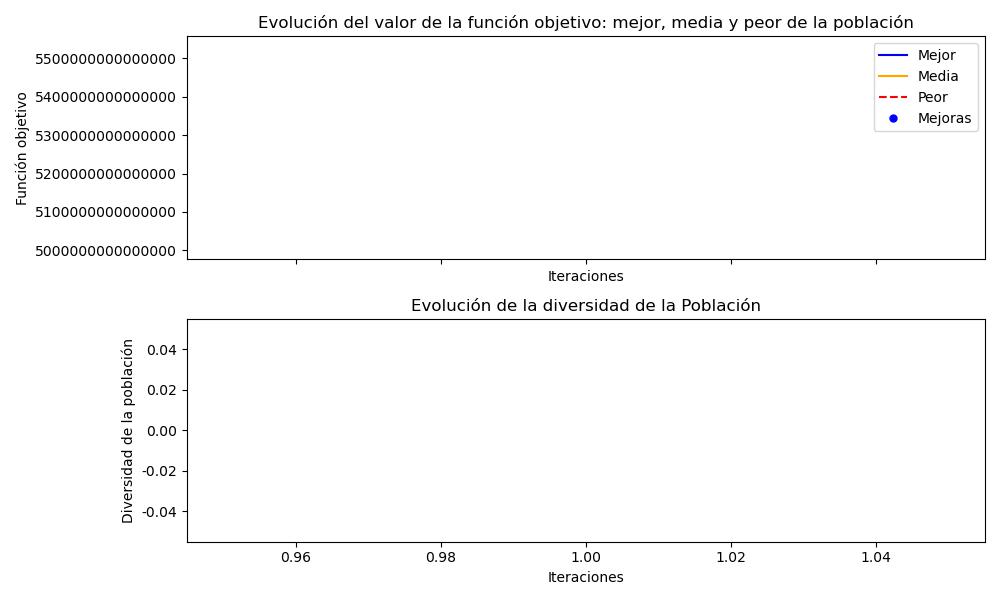 Evolución del valor de la función objetivo: mejor, media y peor de la población
Función objetivo
5500000000000000
5400000000000000
5300000000000000
5200000000000000
5100000000000000
5000000000000000
Mejor
Media
Peor
Mejoras
Iteraciones
Evolución de la diversidad de la Población
Diversidad de la población
0.04
0.02
0.00
-0.02
-0.04
0.96
0.98
1.00
1.02
1.04
Iteraciones